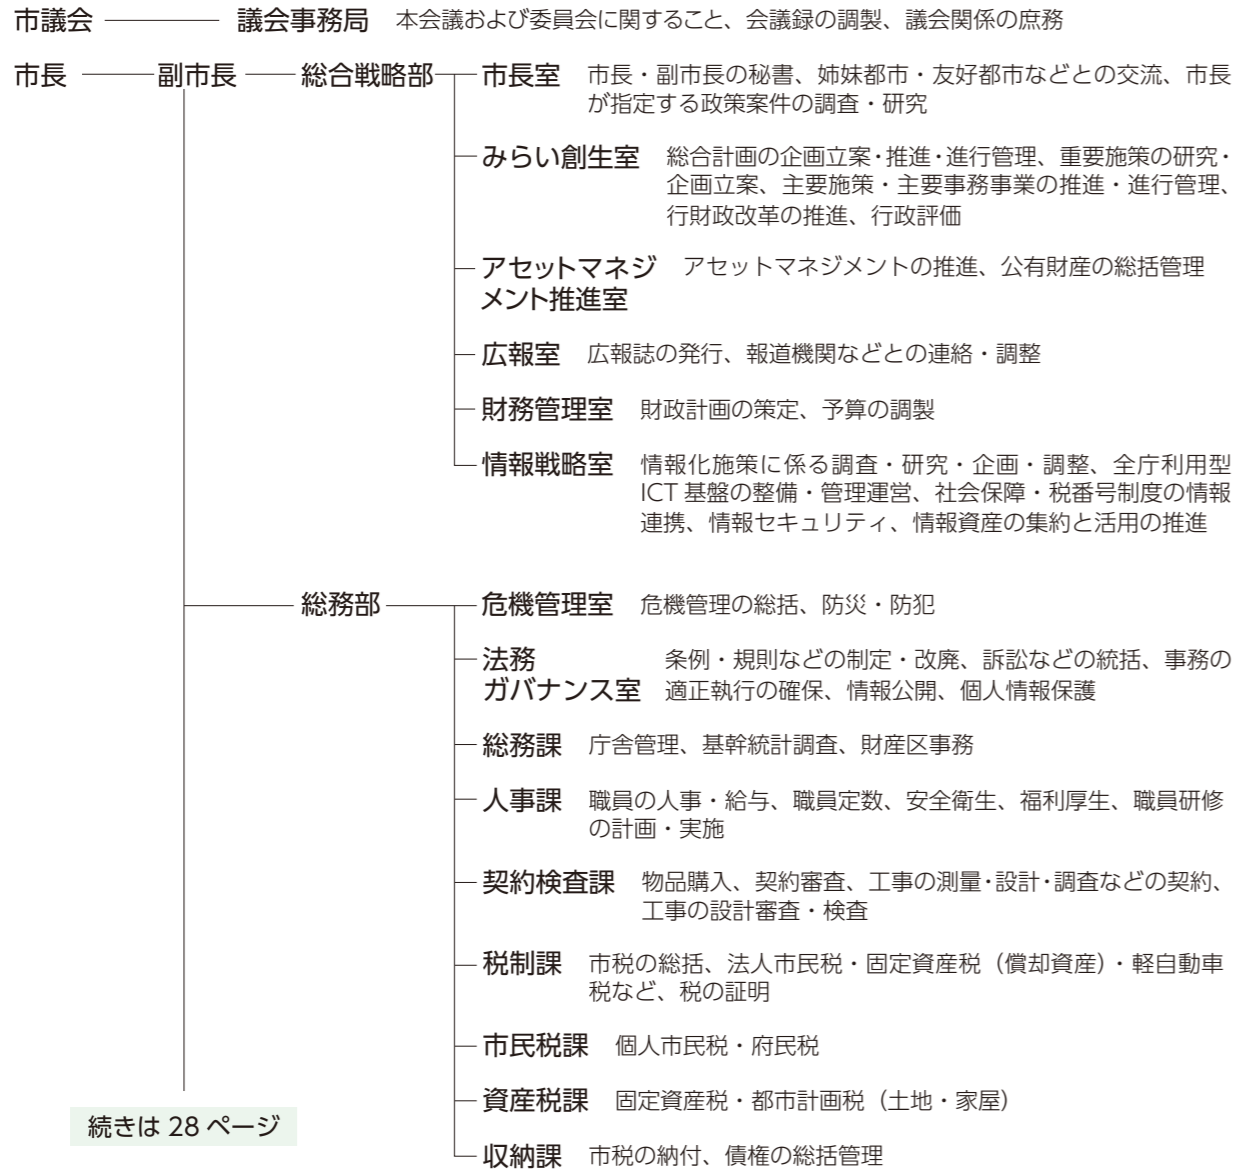 市議会 議会事務局 本会議および委員会に関すること、会議録の調製、議会関係の庶務
市長 副市長 総合戦略部 市長室 市長・副市長の秘書、姉妹都市・友好都市などとの交流、市長
が指定する政策案件の調査・研究
みらい創生室 総合計画の企画立案・推進・進行管理、重要施策の研究・
企画立案、主要施策・主要事務事業の推進・進行管理、
行財政改革の推進、行政評価
アセットマネジ アセットマネジメントの推進、公有財産の総括管理
メント推進室
広報室 広報誌の発行、報道機関などとの連絡・調整
財務管理室 財政計画の策定、予算の調製
情報戦略室 情報化施策に係る調査・研究・企画・調整、全庁利用型
ICT 基盤の整備・管理運営、社会保障・税番号制度の情報
連携、情報セキュリティ、情報資産の集約と活用の推進
総務部 危機管理室 危機管理の総括、防災・防犯
法務 条例・規則などの制定・改廃、訴訟などの統括、事務の
ガバナンス室 適正執行の確保、情報公開、個人情報保護
総務課 庁舎管理、基幹統計調査、財産区事務
人事課 職員の人事・給与、職員定数、安全衛生、福利厚生、職員研修
の計画・実施
契約検査課 物品購入、契約審査、工事の測量・設計・調査などの契約、
工事の設計審査・検査
税制課 市税の総括、法人市民税・固定資産税（償却資産）・軽自動車
税など、税の証明
市民税課 個人市民税・府民税
資産税課 固定資産税・都市計画税（土地・家屋）
続きは 28 ページ
収納課 市税の納付、債権の総括管理